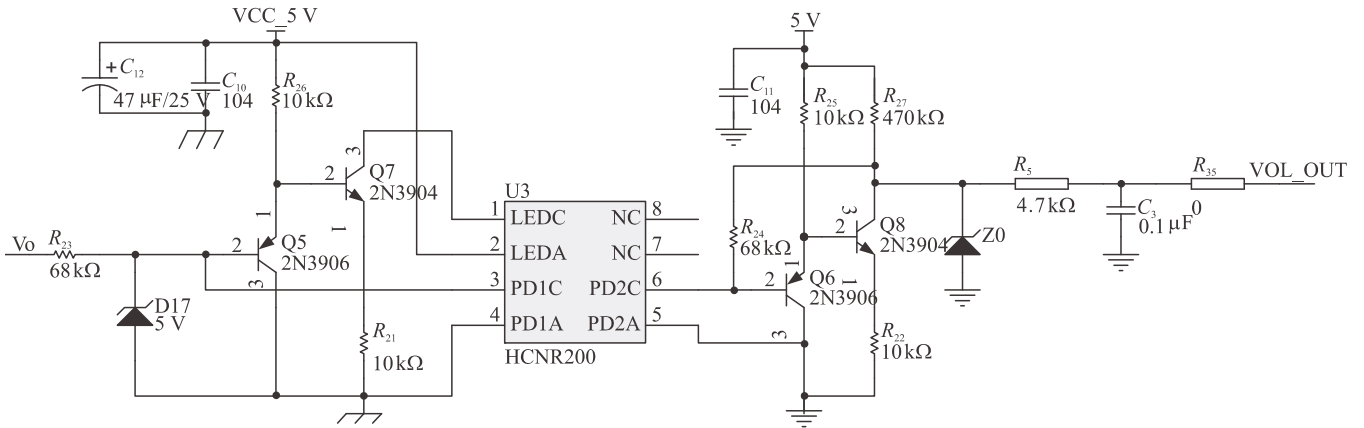 VCC_5 V
5 V
+ C12
47 μF/25 V
C10
104
R26
10 kΩ
3
2
Q7
2N3904
1
1
Vo
R23
68 kΩ
2
Q5
2N3906
3
D17
5 V
R21
10 kΩ
U3
1
LEDC
NC
8
2
LEDA
NC
7
3
PD1C
PD2C
6
4
PD1A
PD2A
5
HCNR200
C11
104
R25
10 kΩ
R27
470 kΩ
R24
68 kΩ
3
2
Q8
2N3904
1
1
2
Q6
2N3906
3
R22
10 kΩ
Z0
R5
4.7 kΩ
C3
0.1 μF
R35
0
VOL_OUT